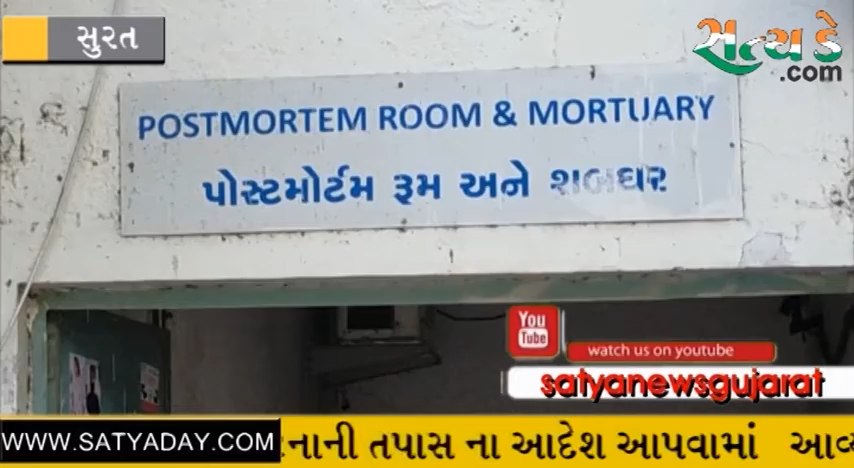 સુરત
સત્ય ડે
.com
POSTMORTEM ROOM & MORTUARY
પોસ્ટમોર્ટમ રૂમ અને શબઘર
You
Tube
watch us on youtube
satyanewsgujarat
WWW.SATYADAY.COM
તપાસ ના આદેશ આપવામાં